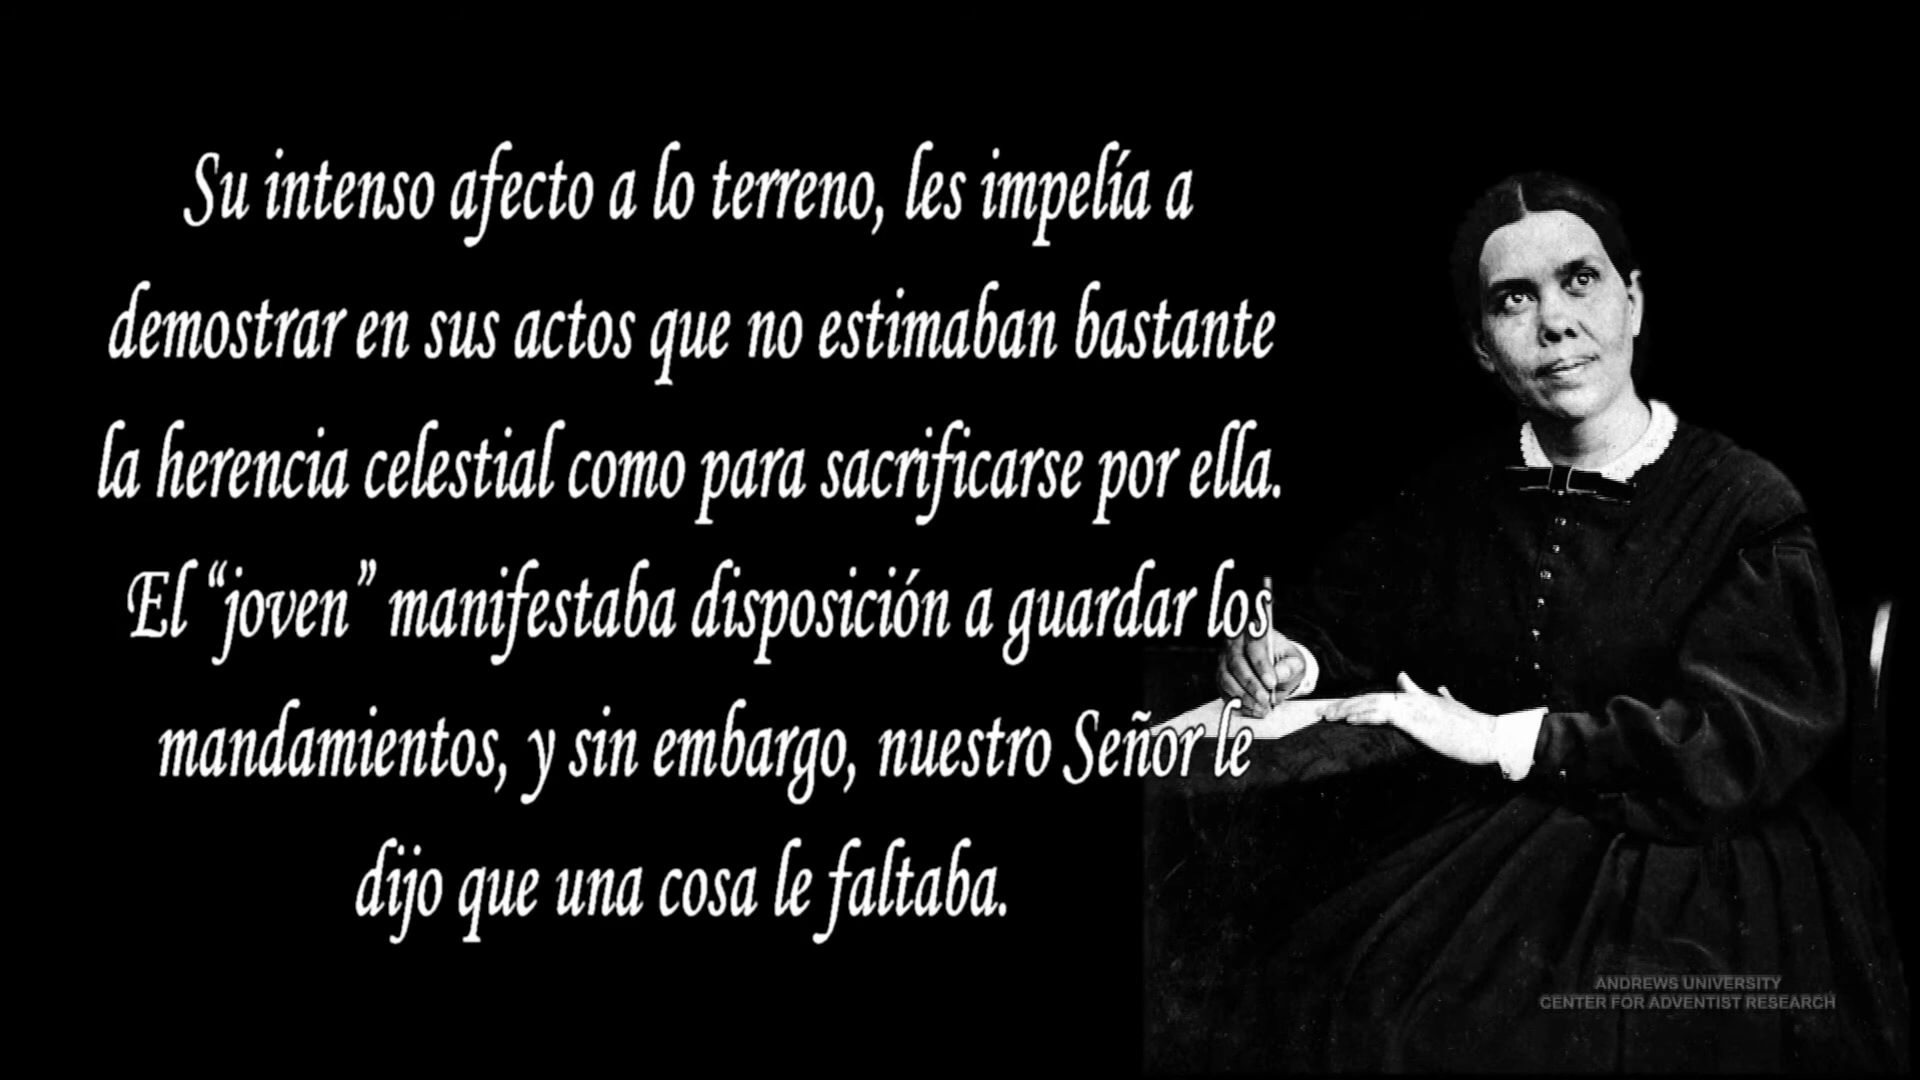 Su intenso afecto a lo terreno, les impelía a
demostrar en sus actos que no estimaban bastante
la herencia celestial como para sacrificarse por ella.
El “joven” manifestaba disposición a guardar los
mandamientos, y sin embargo, nuestro Señor le
dijo que una cosa le faltaba.
ANDREWS UNIVERSITY
CENTER FOR ADVENTIST RESEARCH